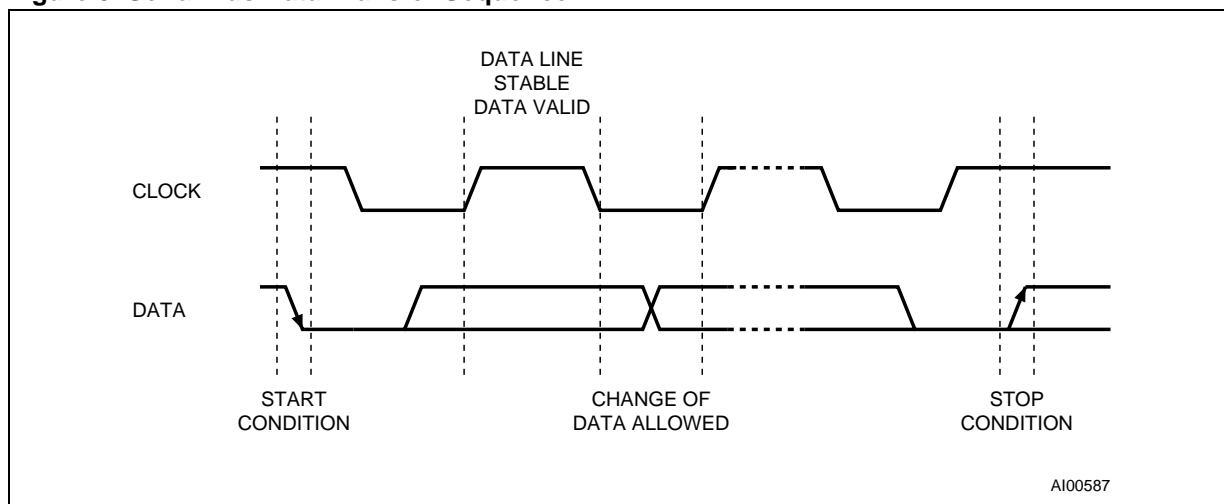 DATA LINE
STABLE
DATA VALID
CLOCK
DATA
START
CONDITION
CHANGE OF
DATA ALLOWED
STOP
CONDITION
AI00587